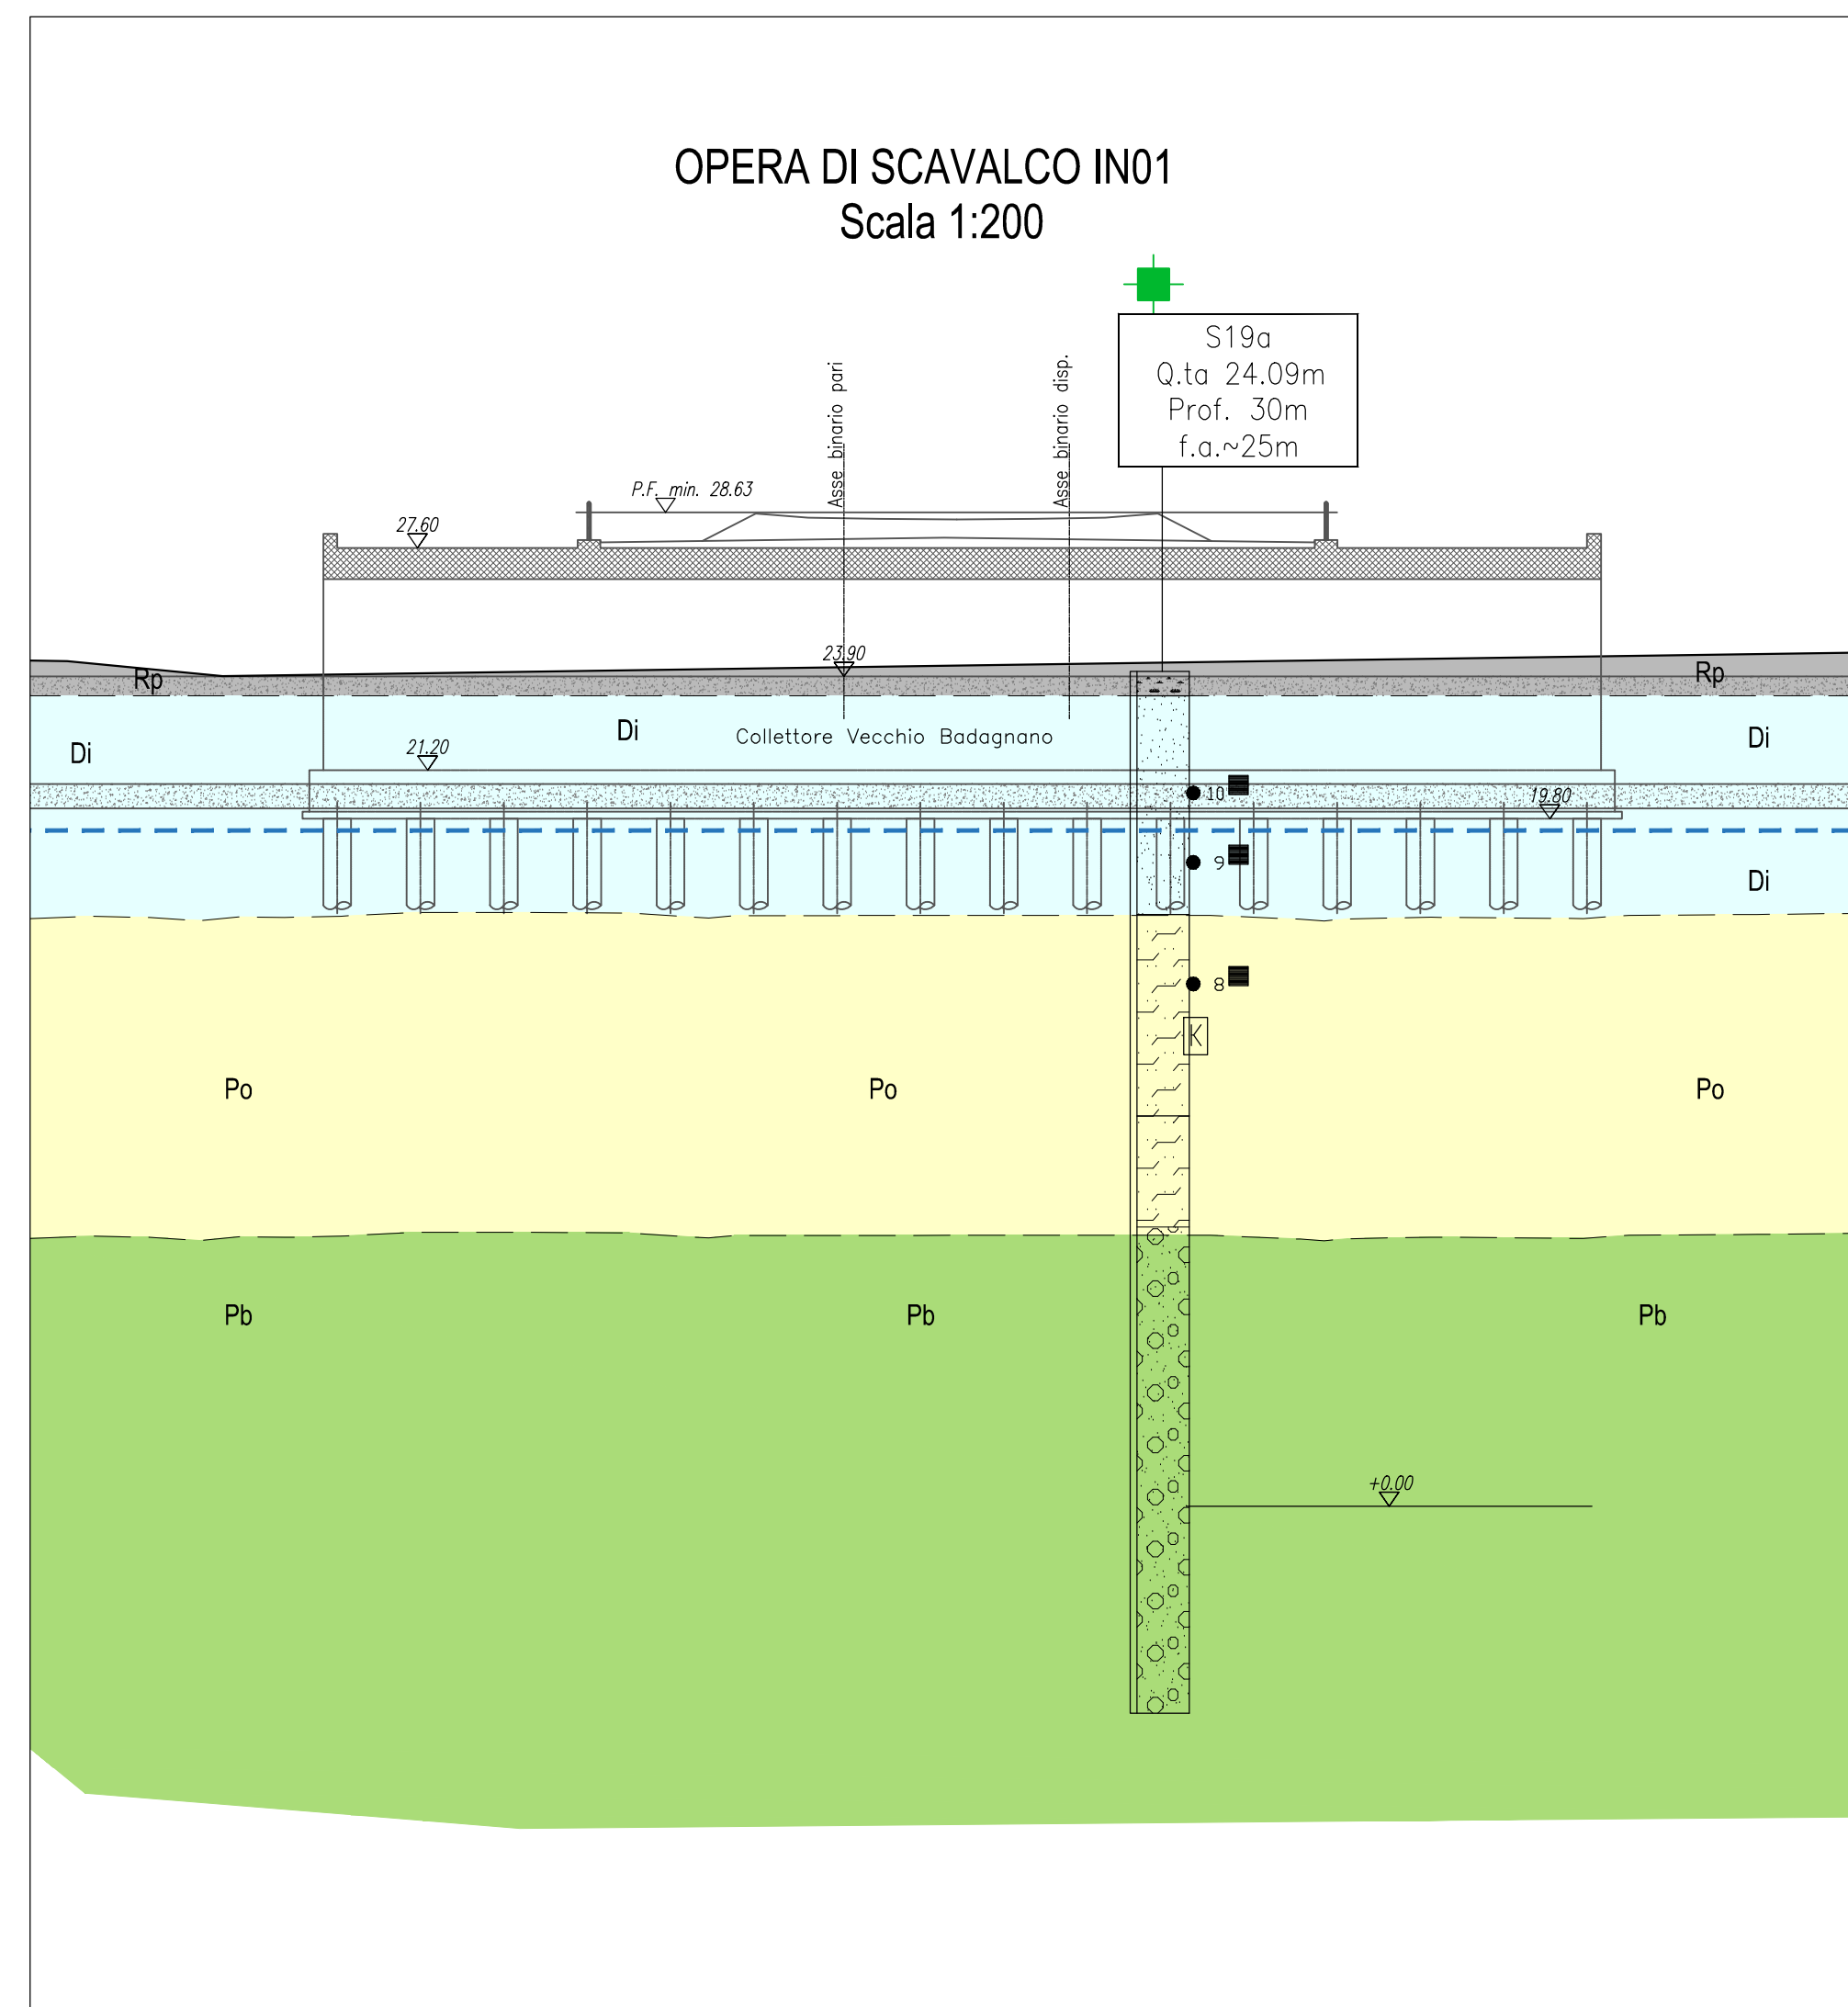 OPERA DI SCAVALCO IN01
Scala 1:200
S19a
Q.ta 24.09m
Prof. 30m
f.a.~25m
Asse binario pari
Asse binario disp.
P.F. min. 28.63
27.60
23.90
Rp
Rp
Di
Di
Collettore Vecchio Badagnano
Di
21.20
10
19.80
9
Di
8
K
Po
Po
Po
Pb
Pb
Pb
+0.00